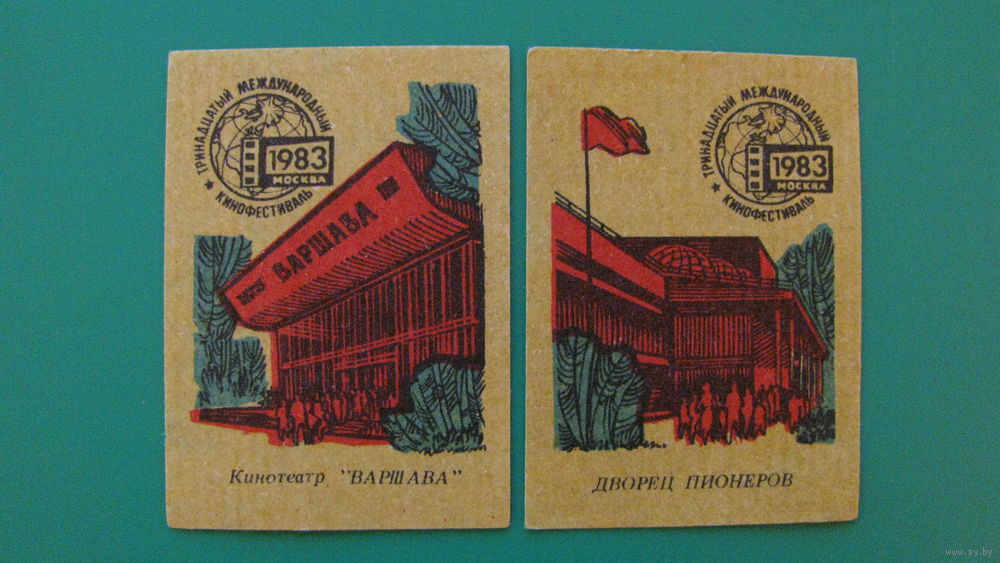 ТРИНАДЦАТЫЙ МЕЖДУНАРОДНЫЙ
1983
МОСКВА
КИНОФЕСТИВАЛЬ
ВАРШАВА
Кинотеатр "ВАРШАВА"
ТРИНАДЦАТЫЙ МЕЖДУНАРОДНЫЙ
1983
МОСКВА
КИНОФЕСТИВАЛЬ
ДВОРЕЦ ПИОНЕРОВ
www.ay.by